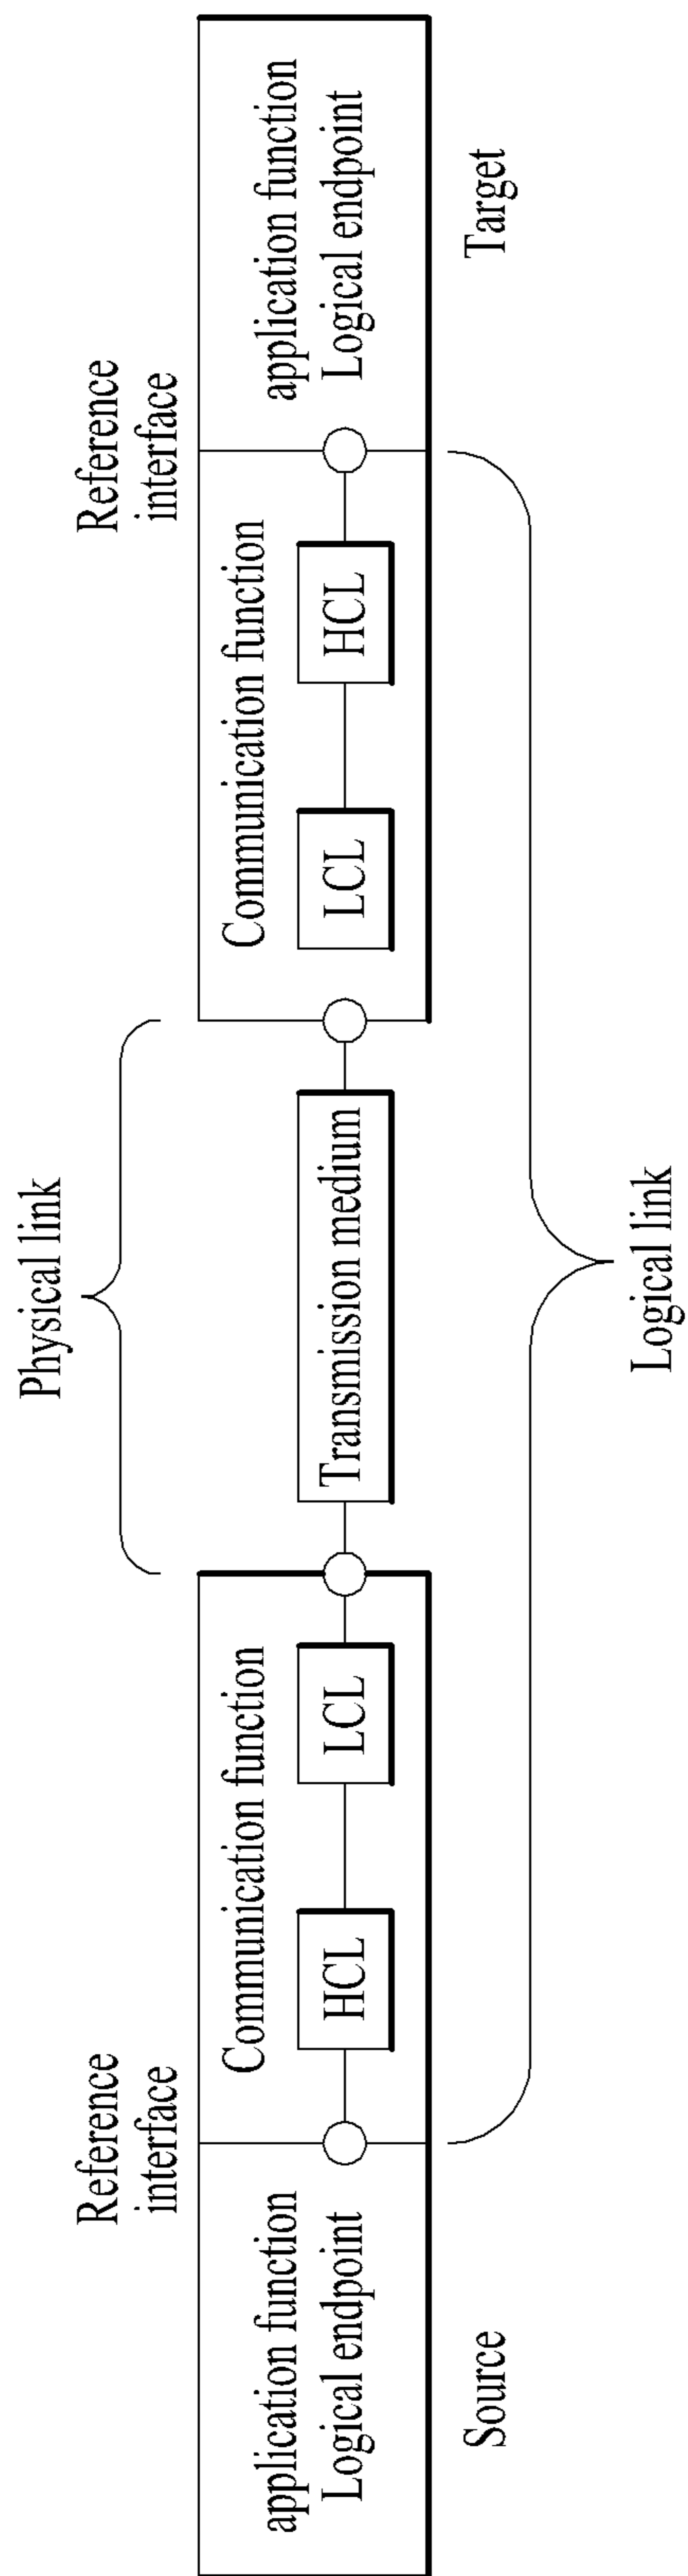 Physical link
Reference
interface
Reference
interface
application function
Logical endpoint
Communication function
HCL
LCL
Transmission medium
Communication function
LCL
HCL
application function
Logical endpoint
Source
Target
Logical link